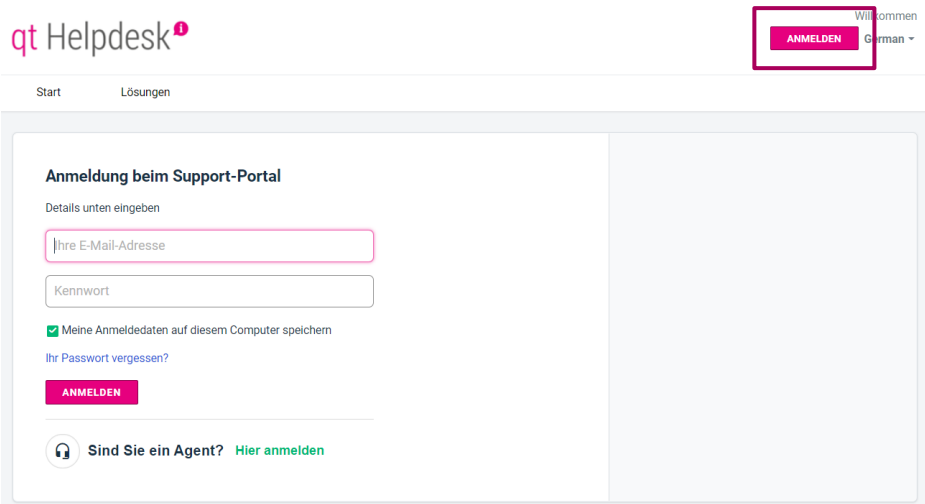 qt Helpdesk
Willkommen
ANMELDEN German
Start Lösungen
Anmeldung beim Support-Portal
Details unten eingeben
Ihre E-Mail-Adresse
Kennwort
Meine Anmeldedaten auf diesem Computer speichern
Ihr Passwort vergessen?
ANMELDEN
Sind Sie ein Agent? Hier anmelden